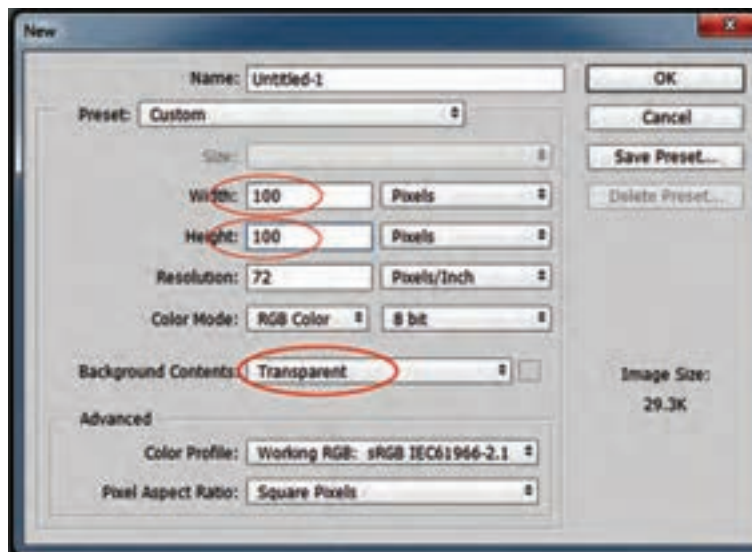 New
Name: Untitled-1
OK
Preset: Custom
Cancel
Size:
Save Preset...
Width: 100 Pixels
Delete Preset...
Height: 100 Pixels
Resolution: 72 Pixels/Inch
Color Mode: RGB Color 8 bit
Background Contents: Transparent
Image Size:
29.3K
Advanced
Color Profile: Working RGB: sRGB IEC61966-2.1
Pixel Aspect Ratio: Square Pixels